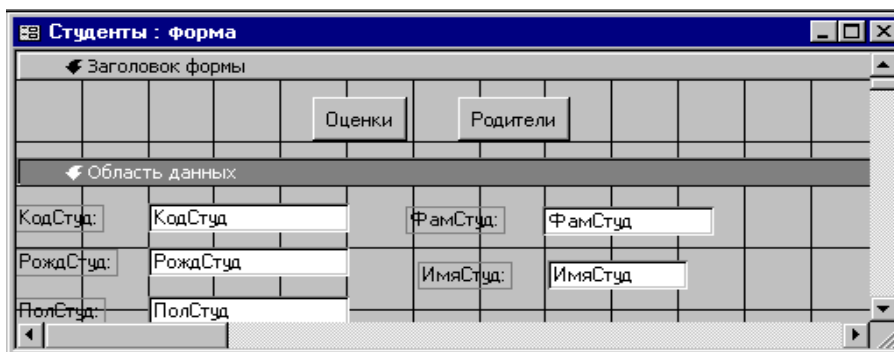 Студенты : форма
Заголовок формы
Оценки Родители
Область данных
КодСтуд: КодСтуд ФамСтуд: ФамСтуд
РождСтуд: РождСтуд ИмяСтуд: ИмяСтуд
ПолСтуд: ПолСтуд